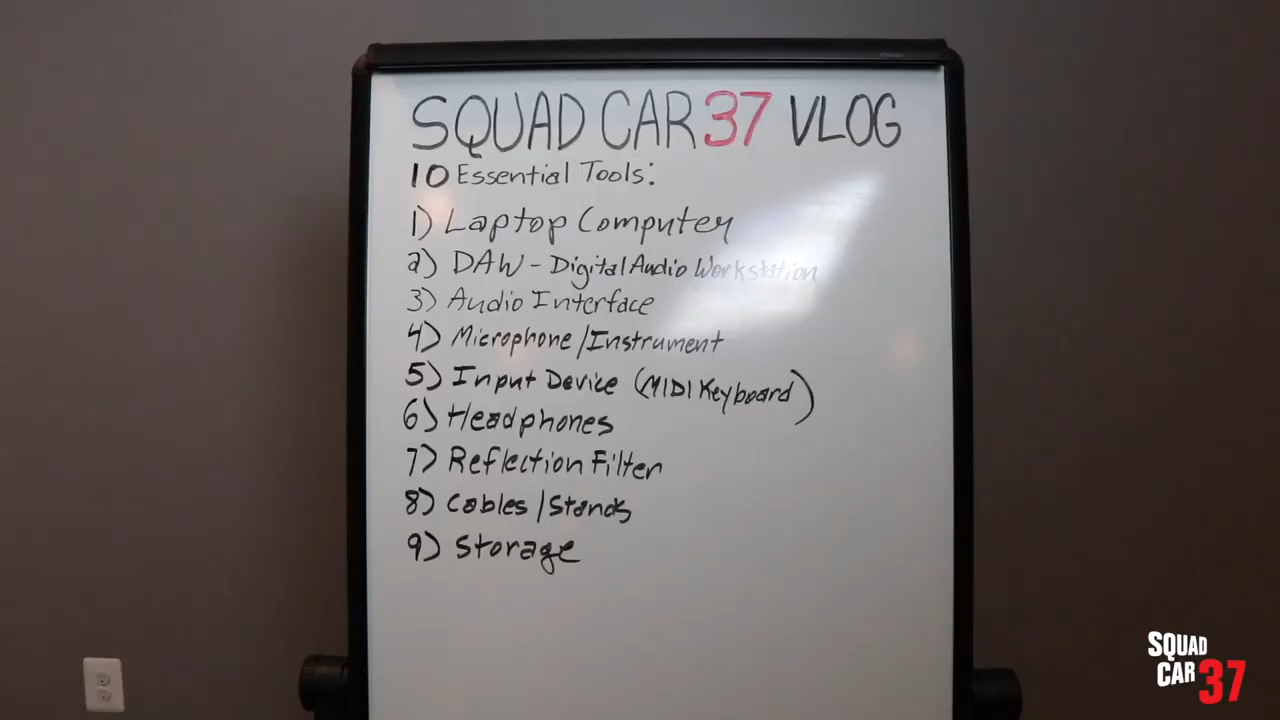 SQUAD CAR 37 VLOG
10 Essential Tools:
1) Laptop Computer
2) DAW - Digital Audio Workstation
3) Audio Interface
4) Microphone/Instrument
5) Input Device (MIDI Keyboard)
6) Headphones
7) Reflection Filter
8) Cables/Stands
9) Storage
SQUAD
CAR 37